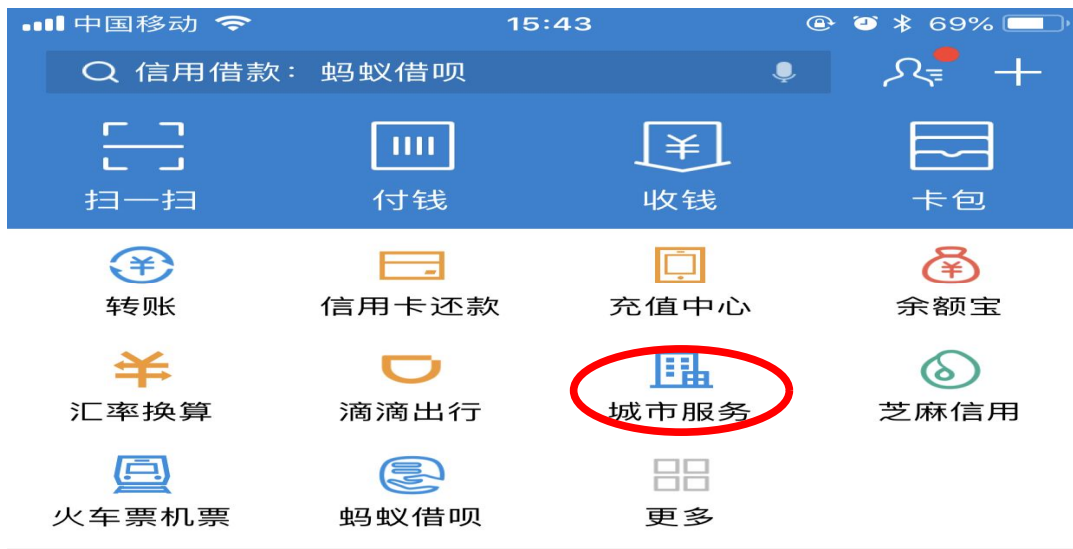 中国移动 15:43 69%
信用借款：蚂蚁借呗
扫一扫 付钱 收钱 卡包
转账 信用卡还款 充值中心 余额宝
汇率换算 滴滴出行 城市服务 芝麻信用
火车票机票 蚂蚁借呗 更多